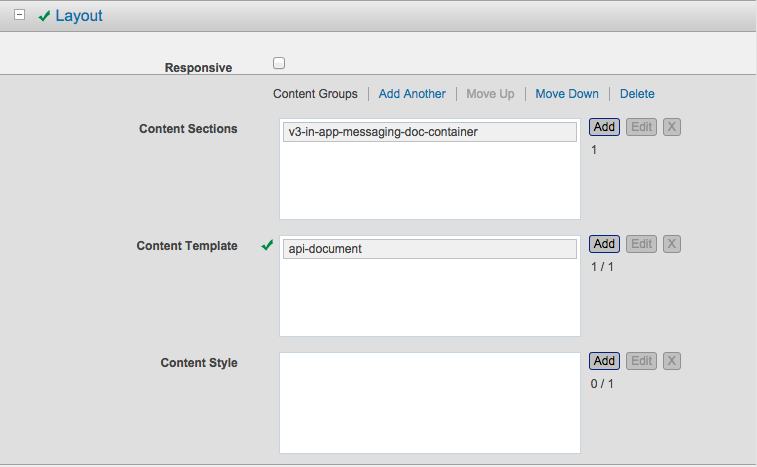 Layout
Responsive
Content Groups Add Another Move Up Move Down Delete
Content Sections v3-in-app-messaging-doc-container Add Edit X
1
Content Template api-document Add Edit X
1 / 1
Content Style Add Edit X
0 / 1